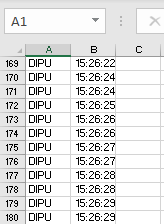 A1
A B C
169 DIPU 15:26:22
170 DIPU 15:26:24
171 DIPU 15:26:24
172 DIPU 15:26:25
173 DIPU 15:26:26
174 DIPU 15:26:26
175 DIPU 15:26:27
176 DIPU 15:26:27
177 DIPU 15:26:28
178 DIPU 15:26:29
179 DIPU 15:26:29
180 DIPU 15:26:29